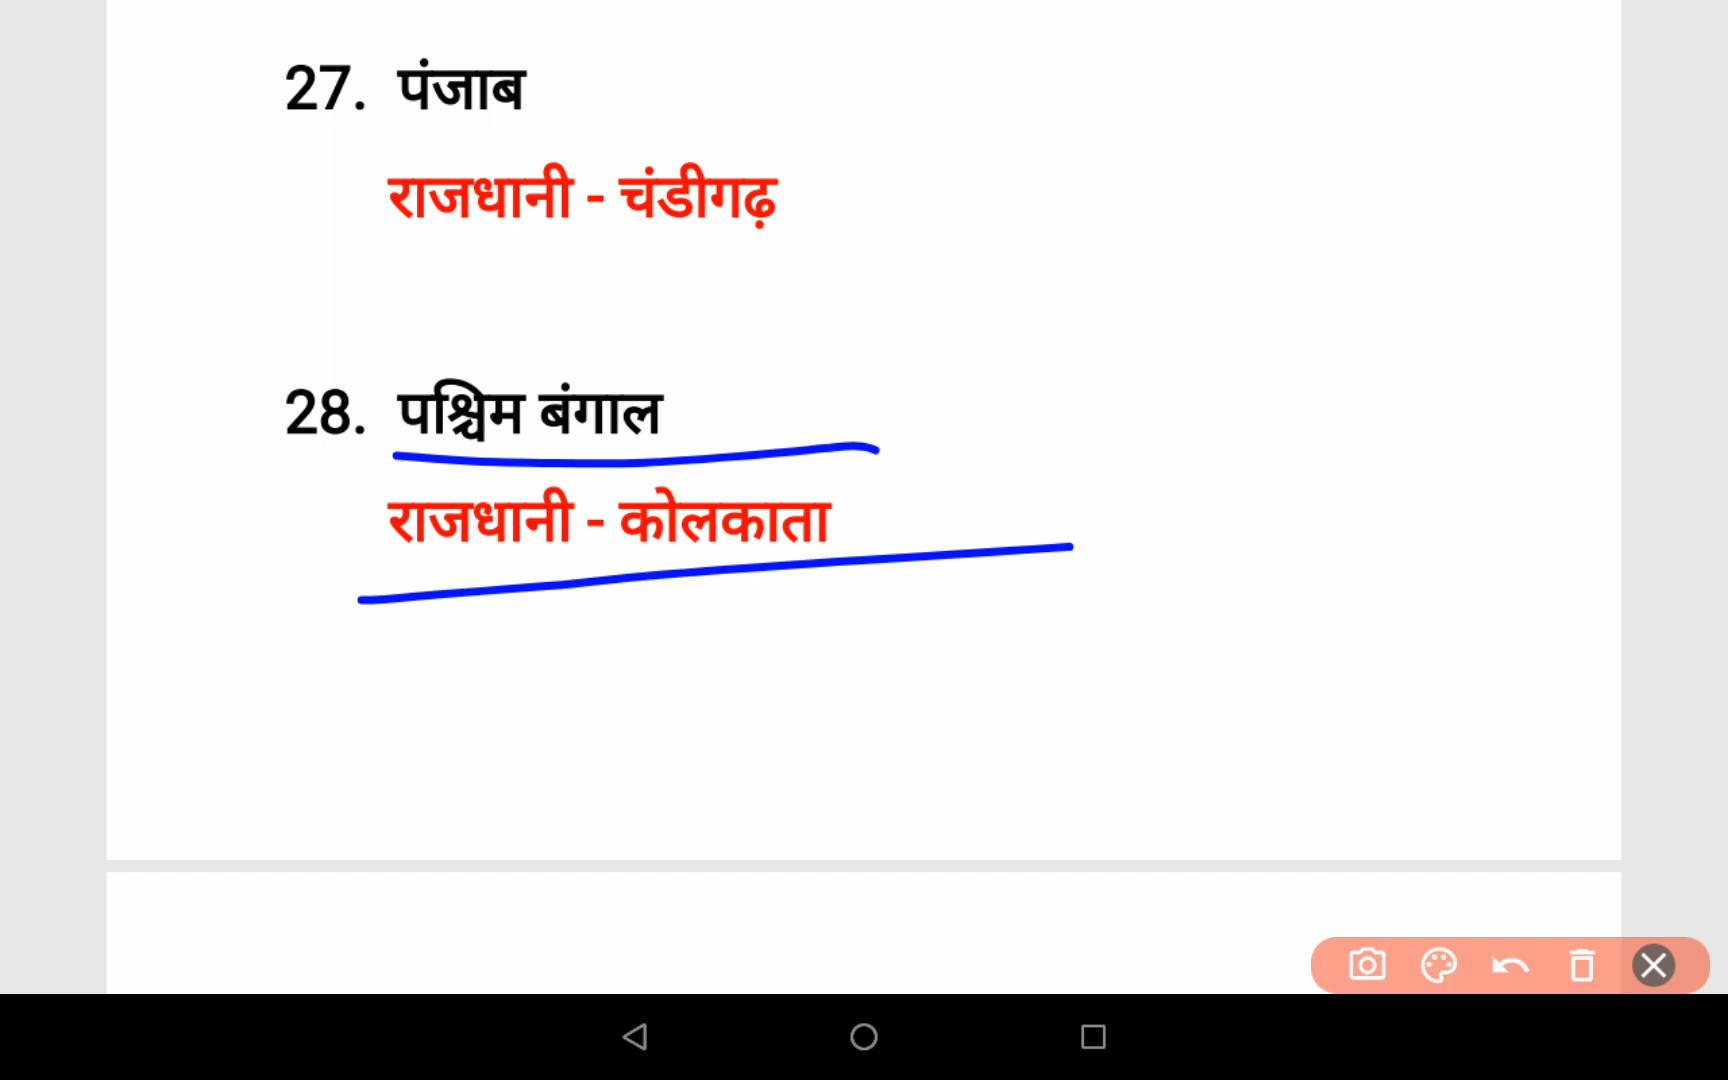 27. पंजाब
राजधानी - चंडीगढ़
28. पश्चिम बंगाल
राजधानी - कोलकाता